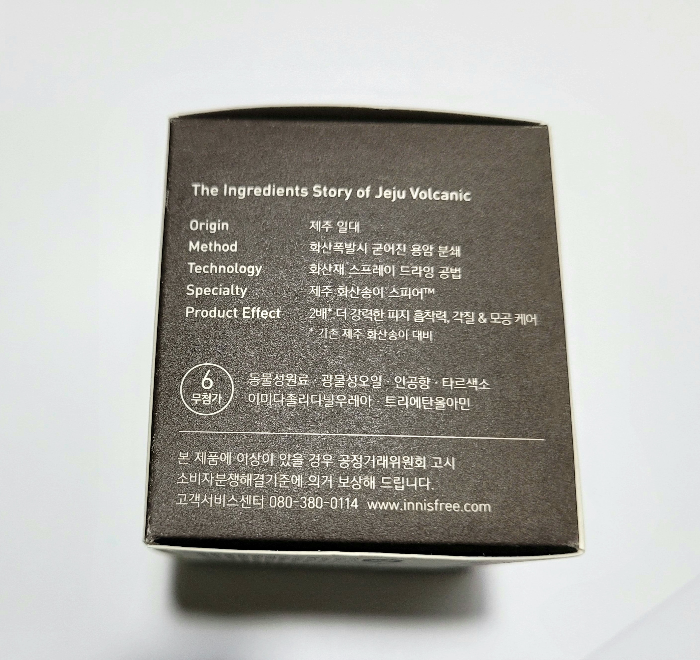 The Ingredients Story of Jeju Volcanic
Origin 제주 일대
Method 화산폭발시 굳어진 용암 분쇄
Technology 화산재 스프레이 드라잉 공법
Specialty 제주 화산송이 스피어™
Product Effect 2배* 더 강력한 피지 흡착력, 각질 & 모공 케어
* 기존 제주 화산송이 대비
6
무첨가
동물성원료 · 광물성오일 · 인공향 · 타르색소
이미다졸리디닐우레아 · 트리에탄올아민
본 제품에 이상이 있을 경우 공정거래위원회 고시
소비자분쟁해결기준에 의거 보상해 드립니다.
고객서비스센터 080-380-0114 www.innisfree.com